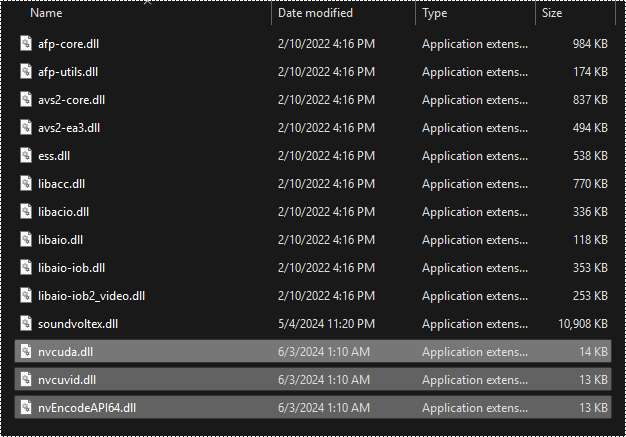 Name Date modified Type Size
afp-core.dll 2/10/2022 4:16 PM Application extens... 984 KB
afp-utils.dll 2/10/2022 4:16 PM Application extens... 174 KB
avs2-core.dll 2/10/2022 4:16 PM Application extens... 837 KB
avs2-ea3.dll 2/10/2022 4:16 PM Application extens... 494 KB
ess.dll 2/10/2022 4:16 PM Application extens... 538 KB
libacc.dll 2/10/2022 4:16 PM Application extens... 770 KB
libacio.dll 2/10/2022 4:16 PM Application extens... 336 KB
libaio.dll 2/10/2022 4:16 PM Application extens... 118 KB
libaio-iob.dll 2/10/2022 4:16 PM Application extens... 353 KB
libaio-iob2_video.dll 2/10/2022 4:16 PM Application extens... 253 KB
soundvoltex.dll 5/4/2024 11:20 PM Application extens... 10,908 KB
nvcuda.dll 6/3/2024 1:10 AM Application extens... 14 KB
nvcuvid.dll 6/3/2024 1:10 AM Application extens... 13 KB
nvEncodeAPI64.dll 6/3/2024 1:10 AM Application extens... 13 KB